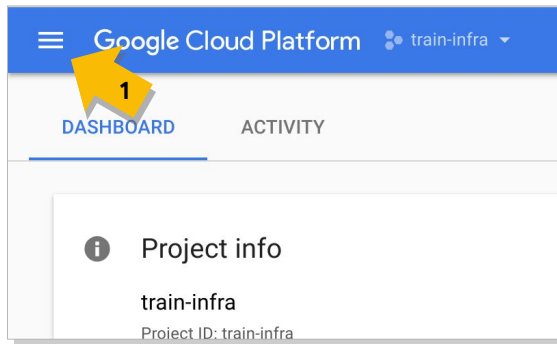 Google Cloud Platform train-infra
1
DASHBOARD ACTIVITY
Project info
train-infra
Project ID: train-infra